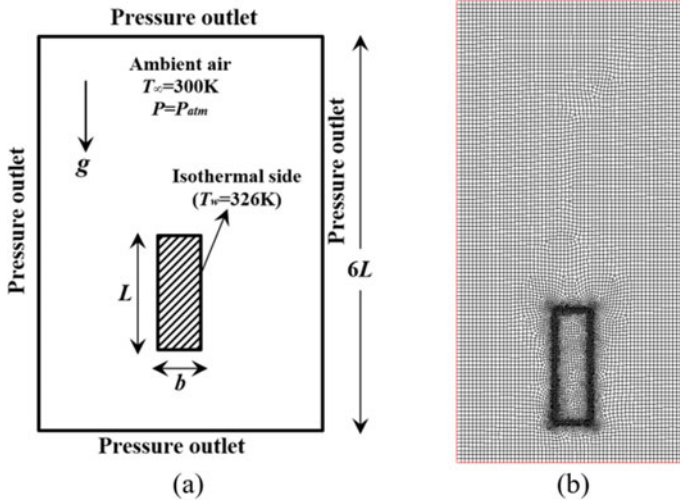 Pressure outlet
Ambient air
T∞=300K
P=Patm
g
Pressure outlet
Isothermal side
(Tw=326K)
Pressure outlet
L
6L
b
Pressure outlet
(a)
(b)